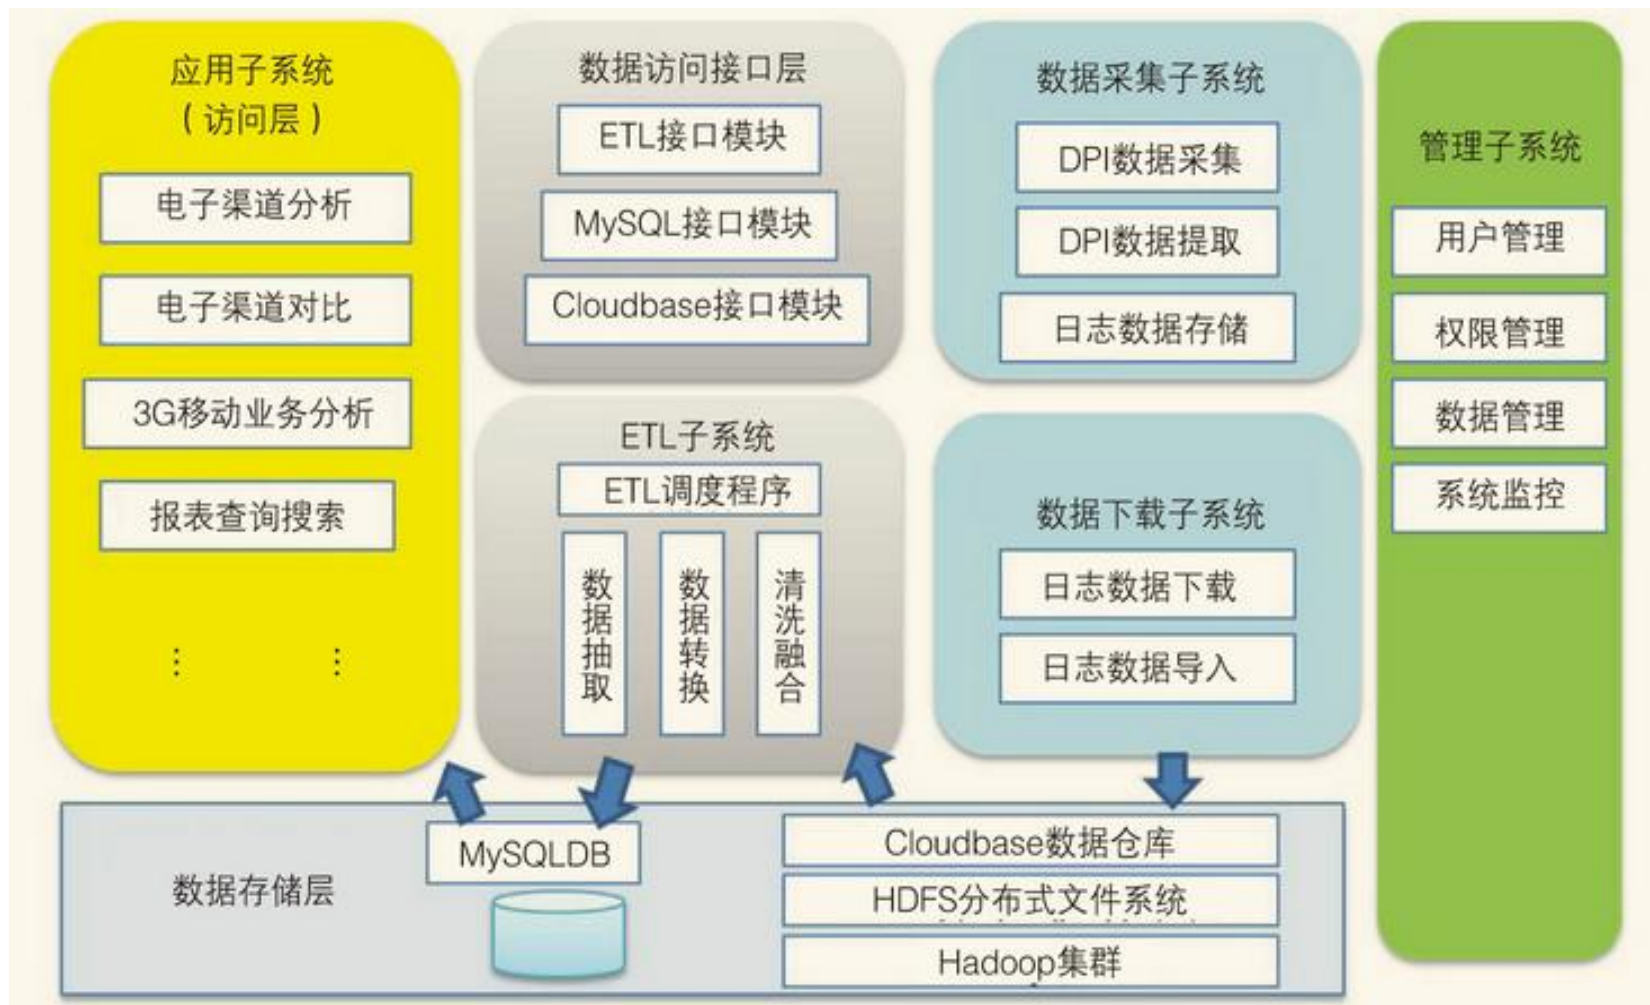 应用子系统
（访问层）
电子渠道分析
电子渠道对比
3G移动业务分析
报表查询搜索
⋮ ⋮
数据访问接口层
ETL接口模块
MySQL接口模块
Cloudbase接口模块
ETL子系统
ETL调度程序
数据抽取
数据转换
清洗融合
数据采集子系统
DPI数据采集
DPI数据提取
日志数据存储
数据下载子系统
日志数据下载
日志数据导入
管理子系统
用户管理
权限管理
数据管理
系统监控
数据存储层
MySQLDB
Cloudbase数据仓库
HDFS分布式文件系统
Hadoop集群